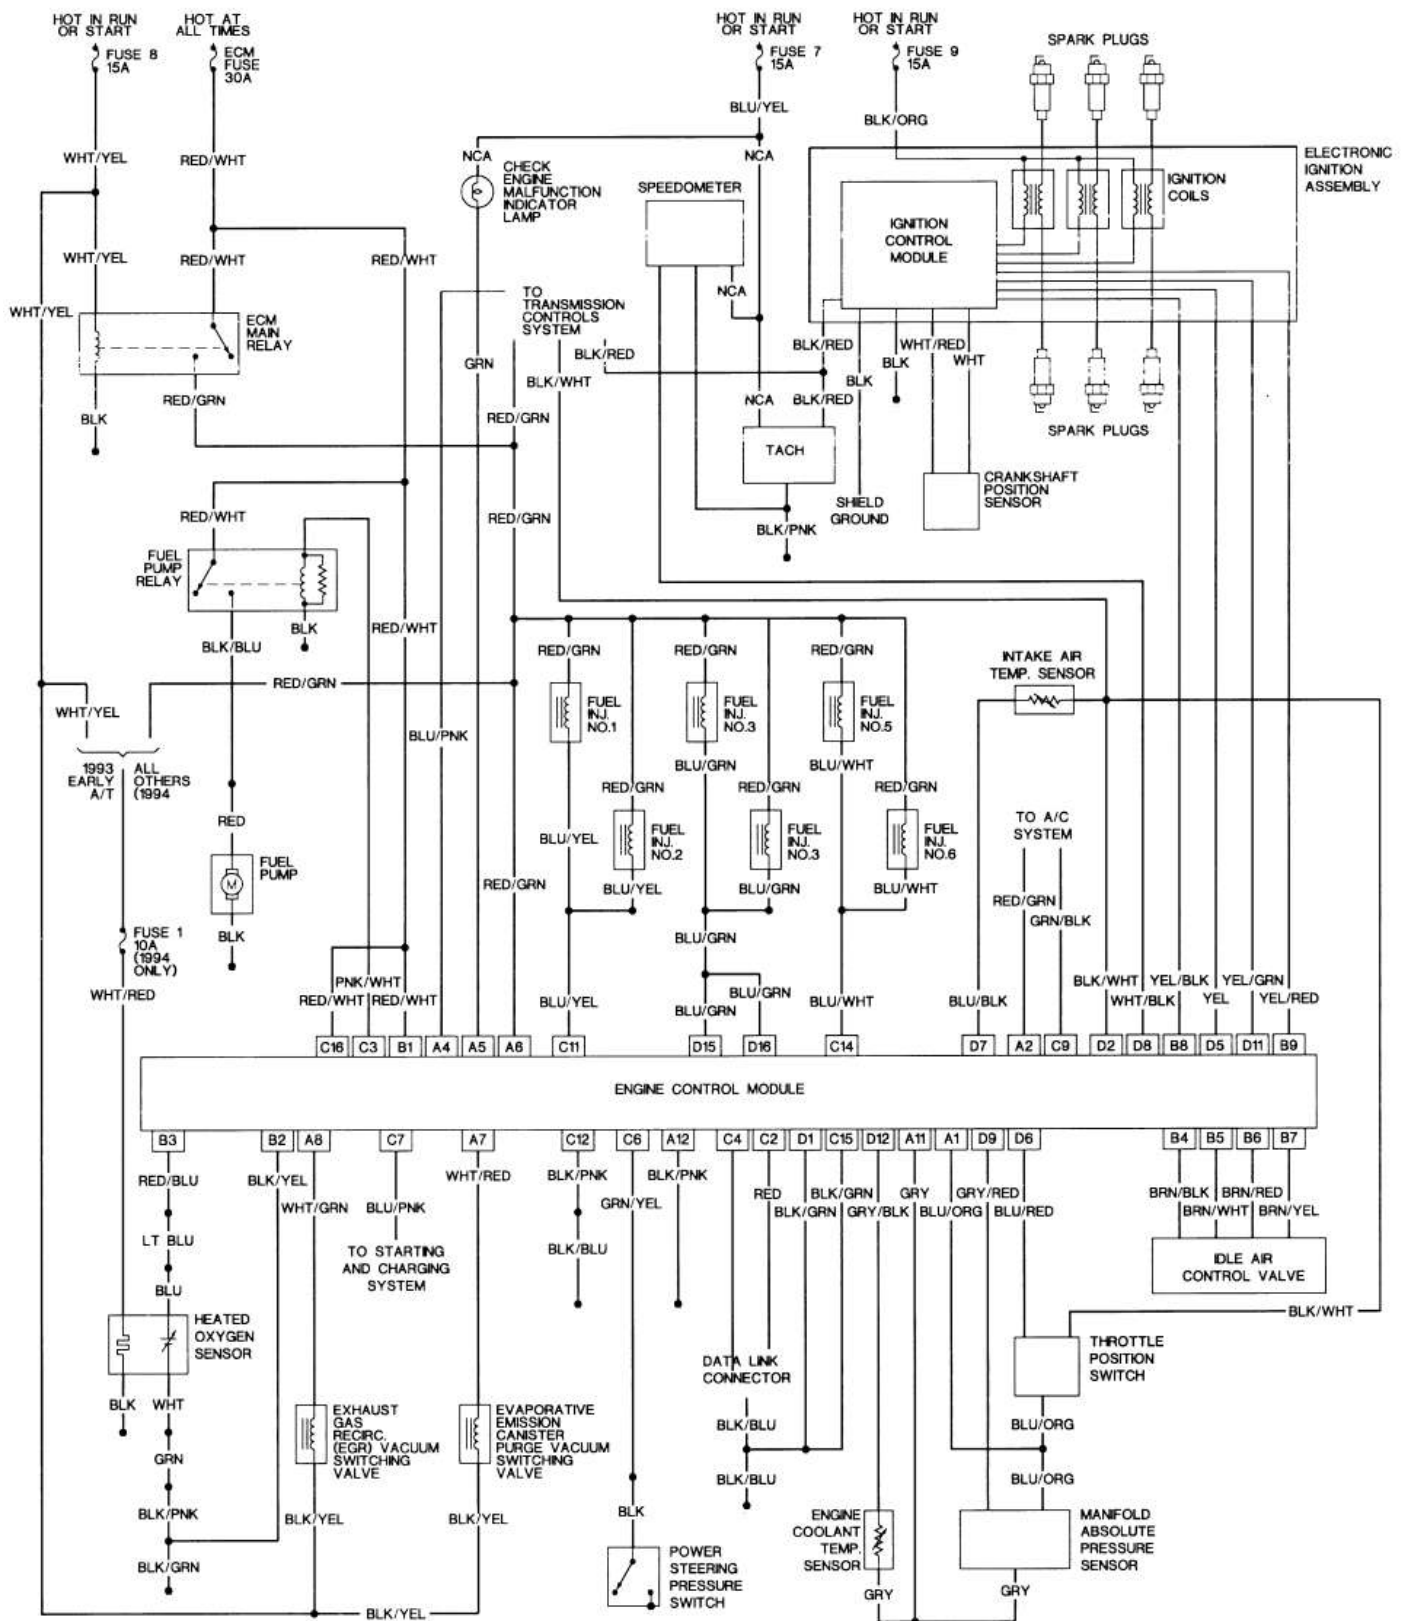 HOT IN RUN
OR START
HOT AT
ALL TIMES
HOT IN RUN
OR START
HOT IN RUN
OR START
FUSE 8
15A
ECM
FUSE
30A
FUSE 7
15A
FUSE 9
15A
SPARK PLUGS
BLU/YEL
BLK/ORG
WHT/YEL
RED/WHT
NCA
NCA
CHECK
ENGINE
MALFUNCTION
INDICATOR
LAMP
SPEEDOMETER
ELECTRONIC
IGNITION
ASSEMBLY
IGNITION
COILS
IGNITION
CONTROL
MODULE
WHT/YEL
RED/WHT
RED/WHT
WHT/YEL
NCA
TO
TRANSMISSION
CONTROLS
SYSTEM
ECM
MAIN
RELAY
BLK/RED
WHT/RED
BLK/RED
BLK
WHT
GRN
BLK/WHT
BLK
RED/GRN
NCA
BLK/RED
BLK
RED/GRN
SPARK PLUGS
TACH
CRANKSHAFT
POSITION
SENSOR
SHIELD
GROUND
RED/WHT
RED/GRN
BLK/PNK
FUEL
PUMP
RELAY
BLK
RED/WHT
BLK/BLU
RED/GRN
RED/GRN
RED/GRN
INTAKE AIR
TEMP. SENSOR
RED/GRN
WHT/YEL
FUEL
INJ.
NO.1
FUEL
INJ.
NO.3
FUEL
INJ.
NO.5
BLU/PNK
BLU/GRN
BLU/WHT
1993
EARLY
A/T
ALL
OTHERS
(1994
RED/GRN
RED/GRN
RED/GRN
RED
TO A/C
SYSTEM
BLU/YEL
FUEL
INJ.
NO.2
FUEL
INJ.
NO.3
FUEL
INJ.
NO.6
FUEL
PUMP
M
RED/GRN
BLU/YEL
BLU/GRN
BLU/WHT
RED/GRN
GRN/BLK
FUSE 1
10A
(1994
ONLY)
BLK
BLU/GRN
WHT/RED
PNK/WHT
RED/WHT
RED/WHT
BLU/YEL
BLU/GRN
BLU/GRN
BLU/WHT
BLU/BLK
BLK/WHT
YEL/BLK
YEL/GRN
WHT/BLK
YEL
YEL/RED
C16
C3
B1
A4
A5
A6
C11
D15
D16
C14
D7
A2
C9
D2
D8
B8
D5
D11
B9
ENGINE CONTROL MODULE
B3
B2
A8
C7
A7
C12
C6
A12
C4
C2
D1
C15
D12
A11
A1
D9
D6
B4
B5
B6
B7
RED/BLU
BLK/YEL
WHT/GRN
BLU/PNK
WHT/RED
BLK/PNK
GRN/YEL
BLK/PNK
RED
BLK/GRN
BLK/GRN
GRY/BLK
GRY
BLU/ORG
GRY/RED
BLU/RED
BRN/BLK
BRN/WHT
BRN/RED
BRN/YEL
LT BLU
TO STARTING
AND CHARGING
SYSTEM
BLK/BLU
IDLE AIR
CONTROL VALVE
BLU
BLK/WHT
HEATED
OXYGEN
SENSOR
DATA LINK
CONNECTOR
THROTTLE
POSITION
SWITCH
BLK
WHT
EXHAUST
GAS
RECIRC.
(EGR) VACUUM
SWITCHING
VALVE
EVAPORATIVE
EMISSION
CANISTER
PURGE VACUUM
SWITCHING
VALVE
BLK/BLU
BLU/ORG
GRN
BLK/BLU
BLU/ORG
BLK/PNK
BLK/YEL
BLK/YEL
BLK
ENGINE
COOLANT
TEMP.
SENSOR
MANIFOLD
ABSOLUTE
PRESSURE
SENSOR
BLK/GRN
POWER
STEERING
PRESSURE
SWITCH
GRY
GRY
BLK/YEL